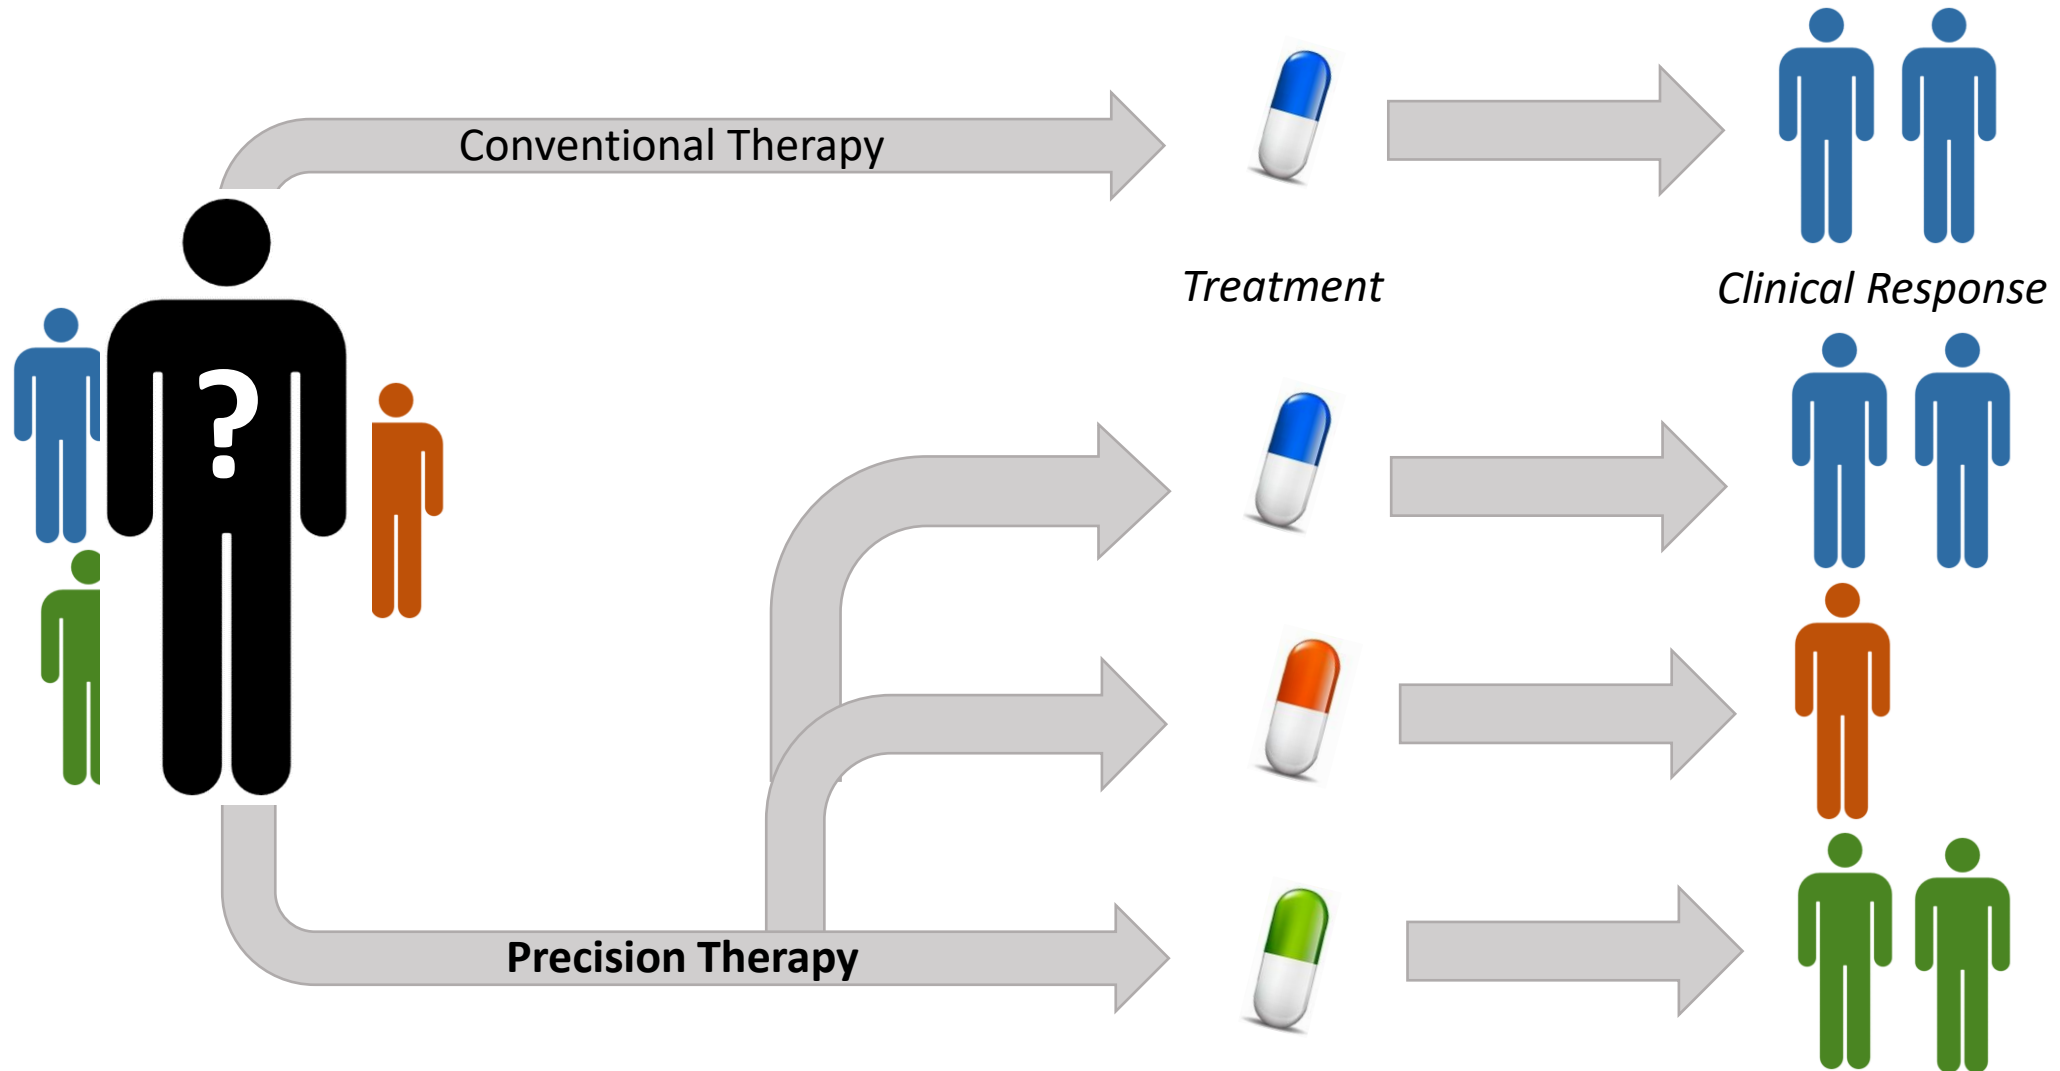 Conventional Therapy
Treatment
Clinical Response
?
Precision Therapy